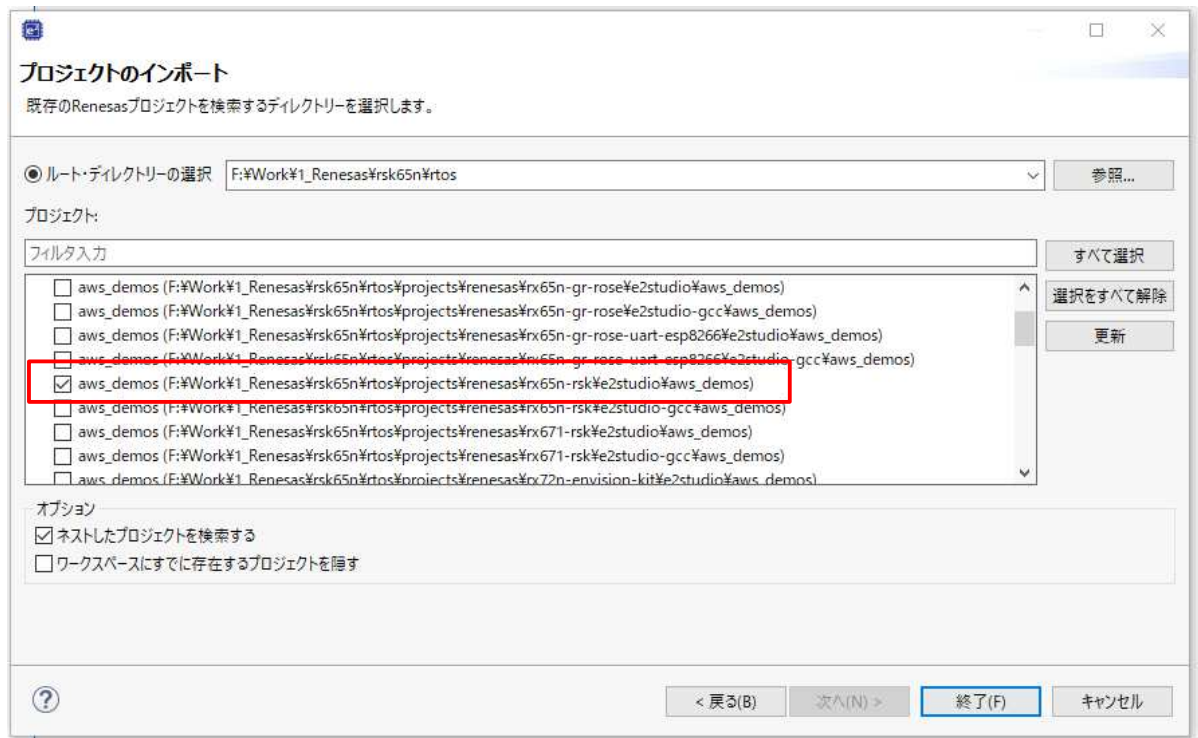 プロジェクトのインポート
既存のRenesasプロジェクトを検索するディレクトリーを選択します。
ルート・ディレクトリーの選択 F:¥Work¥1_Renesas¥rsk65n¥rtos 参照...
プロジェクト:
フィルタ入力 すべて選択
aws_demos (F:¥Work¥1_Renesas¥rsk65n¥rtos¥projects¥renesas¥rx65n-gr-rose¥e2studio¥aws_demos) 選択をすべて解除
aws_demos (F:¥Work¥1_Renesas¥rsk65n¥rtos¥projects¥renesas¥rx65n-gr-rose¥e2studio-gcc¥aws_demos)
aws_demos (F:¥Work¥1_Renesas¥rsk65n¥rtos¥projects¥renesas¥rx65n-gr-rose-uart-esp8266¥e2studio¥aws_demos) 更新
aws_demos (F:¥Work¥1_Renesas¥rsk65n¥rtos¥projects¥renesas¥rx65n-gr-rose-uart-esp8266¥e2studio-gcc¥aws_demos)
aws_demos (F:¥Work¥1_Renesas¥rsk65n¥rtos¥projects¥renesas¥rx65n-rsk¥e2studio¥aws_demos)
aws_demos (F:¥Work¥1_Renesas¥rsk65n¥rtos¥projects¥renesas¥rx65n-rsk¥e2studio-gcc¥aws_demos)
aws_demos (F:¥Work¥1_Renesas¥rsk65n¥rtos¥projects¥renesas¥rx671-rsk¥e2studio¥aws_demos)
aws_demos (F:¥Work¥1_Renesas¥rsk65n¥rtos¥projects¥renesas¥rx671-rsk¥e2studio-gcc¥aws_demos)
aws_demos (F:¥Work¥1_Renesas¥rsk65n¥rtos¥projects¥renesas¥rx72n-envision-kit¥e2studio¥aws_demos)
オプション
ネストしたプロジェクトを検索する
ワークスペースにすでに存在するプロジェクトを隠す
? < 戻る(B) 次へ(N) > 終了(F) キャンセル